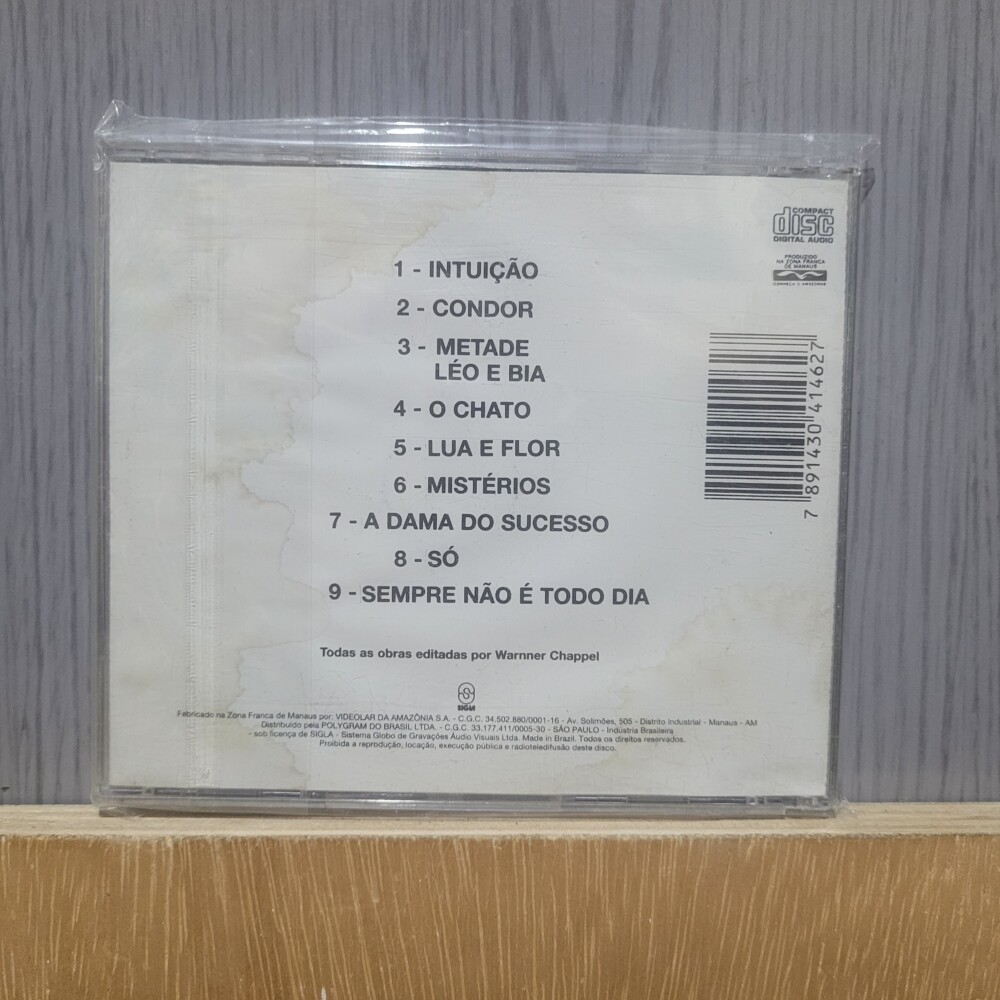 COMPACT
disc
DIGITAL AUDIO
PRODUZIDO
NA ZONA FRANCA
DE MANAUS
CONHEÇA O AMAZONAS
1 - INTUIÇÃO
2 - CONDOR
3 - METADE
LÉO E BIA
4 - O CHATO
5 - LUA E FLOR
6 - MISTÉRIOS
7 - A DAMA DO SUCESSO
8 - SÓ
9 - SEMPRE NÃO É TODO DIA
7 891430 414627
Todas as obras editadas por Warnner Chappel
SIGLA
Fabricado na Zona Franca de Manaus por: VIDEOLAR DA AMAZÔNIA S.A. - C.G.C. 34.502.880/0001-16 - Av. Solimões, 505 - Distrito Industrial - Manaus - AM
Distribuido pela POLYGRAM DO BRASIL LTDA. - C.G.C. 33.177.411/0005-30 - SÃO PAULO - Indústria Brasileira
- sob licença de SIGLA - Sistema Globo de Gravações Áudio Visuais Ltda. Made in Brazil. Todos os direitos reservados.
Proibida a reprodução, locação, execução pública e radioteledifusão deste disco.